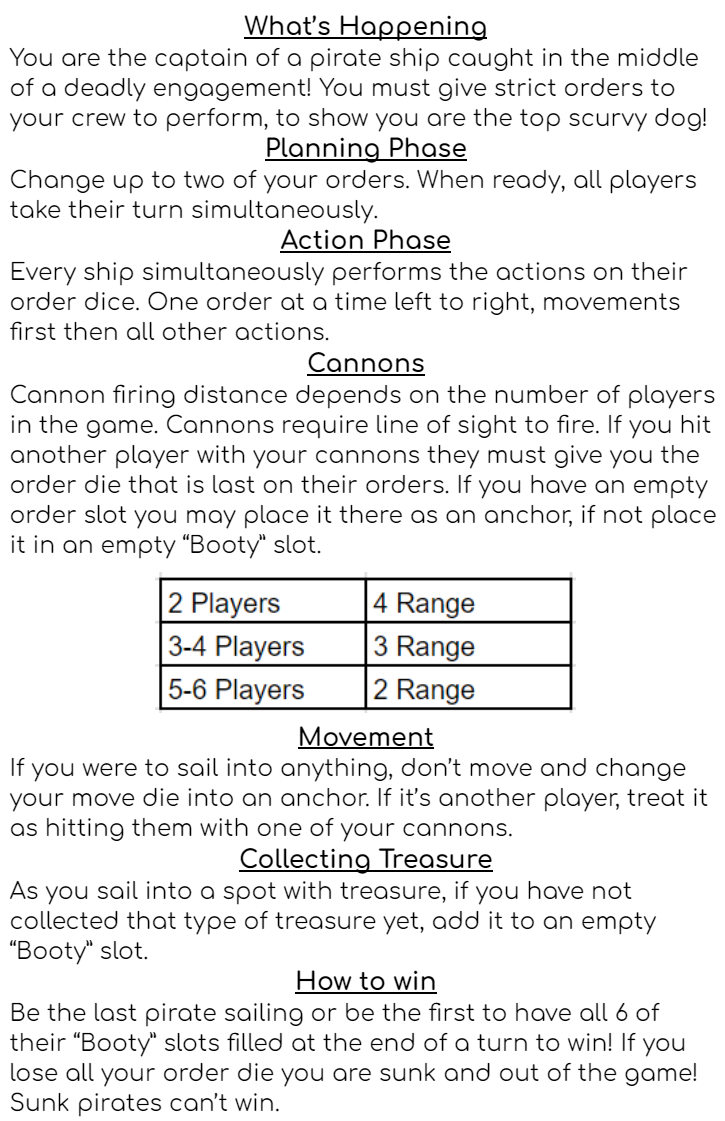 What's Happening
You are the captain of a pirate ship caught in the middle
of a deadly engagement! You must give strict orders to
your crew to perform, to show you are the top scurvy dog!
Planning Phase
Change up to two of your orders. When ready, all players
take their turn simultaneously.
Action Phase
Every ship simultaneously performs the actions on their
order dice. One order at a time left to right, movements
first then all other actions.
Cannons
Cannon firing distance depends on the number of players
in the game. Cannons require line of sight to fire. If you hit
another player with your cannons they must give you the
order die that is last on their orders. If you have an empty
order slot you may place it there as an anchor, if not place
it in an empty “Booty” slot.
2 Players 4 Range
3-4 Players 3 Range
5-6 Players 2 Range
Movement
If you were to sail into anything, don't move and change
your move die into an anchor. If it's another player, treat it
as hitting them with one of your cannons.
Collecting Treasure
As you sail into a spot with treasure, if you have not
collected that type of treasure yet, add it to an empty
“Booty” slot.
How to win
Be the last pirate sailing or be the first to have all 6 of
their “Booty” slots filled at the end of a turn to win! If you
lose all your order die you are sunk and out of the game!
Sunk pirates can't win.